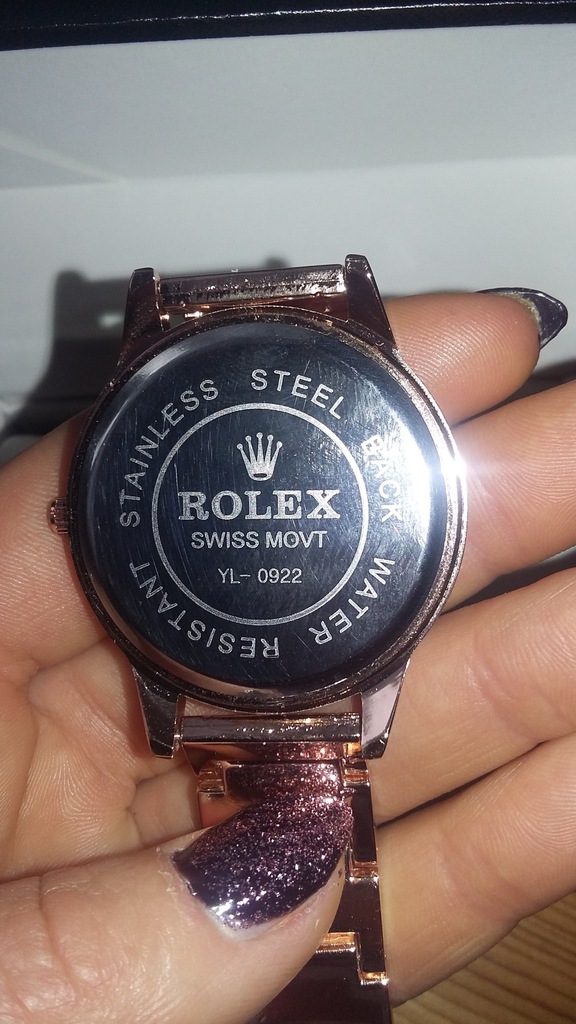 STAINLESS STEEL BACK WATER RESISTANT
ROLEX
SWISS MOVT
YL- 0922